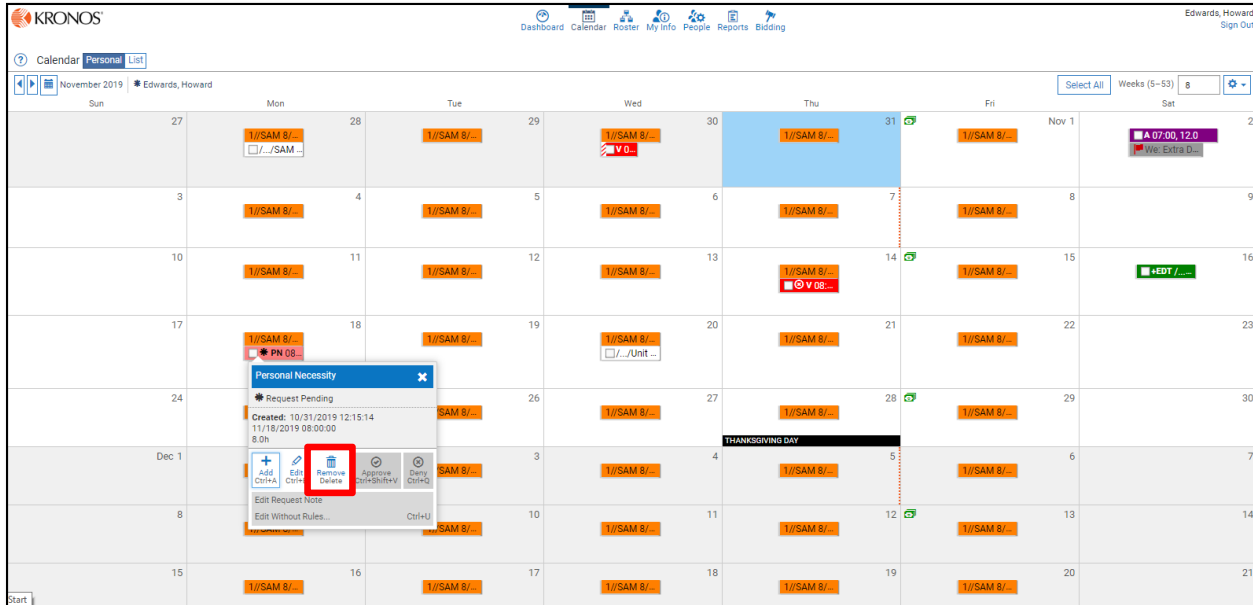 KRONOS
Dashboard Calendar Roster My Info People Reports Bidding
Edwards, Howard
Sign Out
? Calendar Personal List
November 2019 ✱ Edwards, Howard
Select All Weeks (5–53) 8
Sun Mon Tue Wed Thu Fri Sat
27 28 29 30 31 Nov 1 2
1//SAM 8/... 1//SAM 8/... 1//SAM 8/... 1//SAM 8/... 1//SAM 8/... A 07:00, 12.0
/.../SAM ... V 0... We: Extra D...
3 4 5 6 7 8 9
1//SAM 8/... 1//SAM 8/... 1//SAM 8/... 1//SAM 8/... 1//SAM 8/...
10 11 12 13 14 15 16
1//SAM 8/... 1//SAM 8/... 1//SAM 8/... 1//SAM 8/... 1//SAM 8/... +EDT /......
V 08:...
17 18 19 20 21 22 23
1//SAM 8/... 1//SAM 8/... 1//SAM 8/... 1//SAM 8/... 1//SAM 8/...
✱ PN 08... /.../Unit ...
Personal Necessity
✱ Request Pending
Created: 10/31/2019 12:15:14
11/18/2019 08:00:00
8.0h
Add Edit Remove Approve Deny
Ctrl+A Delete Ctrl+Shift+V Ctrl+Q
Edit Request Note
Edit Without Rules... Ctrl+U
24 26 27 28 29 30
SAM 8/... 1//SAM 8/... 1//SAM 8/... 1//SAM 8/...
THANKSGIVING DAY
Dec 1 3 4 5 6 7
SAM 8/... 1//SAM 8/... 1//SAM 8/... 1//SAM 8/...
8 10 11 12 13 14
1//SAM 8/... 1//SAM 8/... 1//SAM 8/... 1//SAM 8/...
15 16 17 18 19 20 21
1//SAM 8/... 1//SAM 8/... 1//SAM 8/... 1//SAM 8/... 1//SAM 8/...
Start